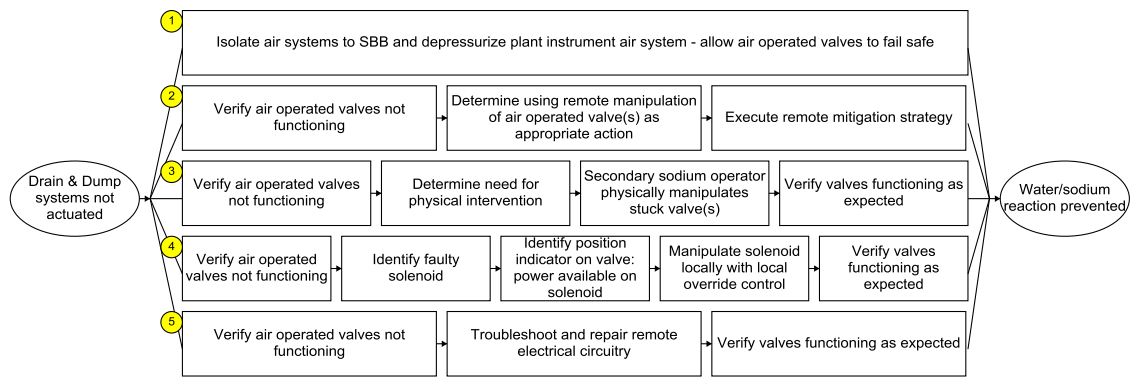 1
Isolate air systems to SBB and depressurize plant instrument air system - allow air operated valves to fail safe
2
Verify air operated valves not
functioning
Determine using remote manipulation
of air operated valve(s) as
appropriate action
Execute remote mitigation strategy
Drain & Dump
systems not
actuated
3
Verify air operated valves
not functioning
Determine need for
physical intervention
Secondary sodium operator
physically manipulates
stuck valve(s)
Verify valves functioning as
expected
Water/sodium
reaction prevented
4
Verify air operated
valves not functioning
Identify faulty
solenoid
Identify position
indicator on valve:
power available on
solenoid
Manipulate solenoid
locally with local
override control
Verify valves
functioning as
expected
5
Verify air operated valves not
functioning
Troubleshoot and repair remote
electrical circuitry
Verify valves functioning as expected